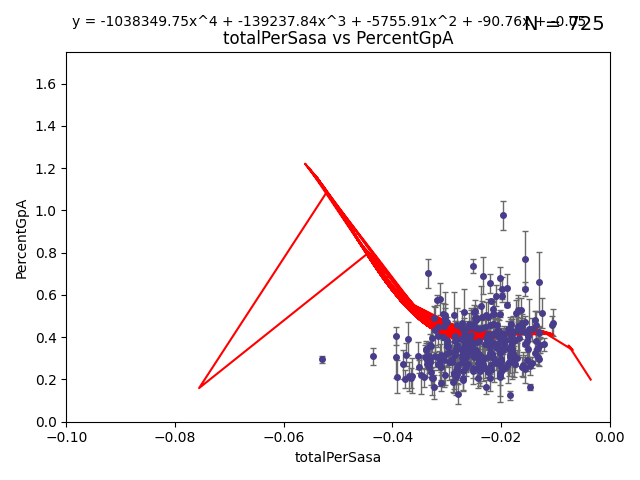 y = -1038349.75x^4 + -139237.84x^3 + -5755.91x^2 + -90.76x + -0.05
N = 725
totalPerSasa vs PercentGpA
PercentGpA
1.6
1.4
1.2
1.0
0.8
0.6
0.4
0.2
0.0
−0.10 −0.08 −0.06 −0.04 −0.02 0.00
totalPerSasa